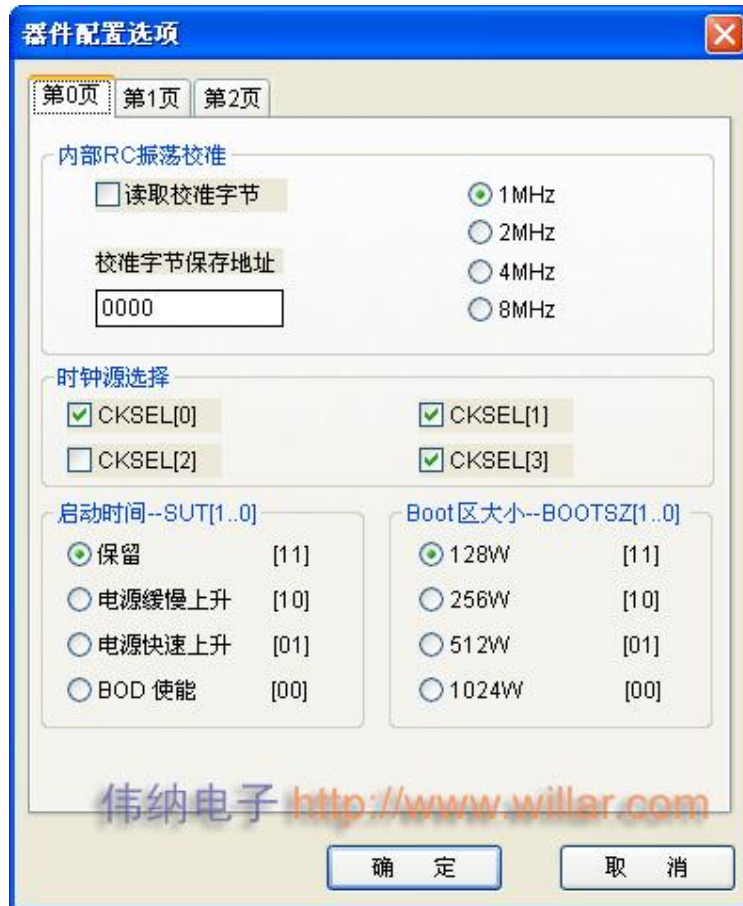 器件配置选项
第0页 第1页 第2页
内部RC振荡校准
读取校准字节
1MHz
2MHz
校准字节保存地址
4MHz
0000
8MHz
时钟源选择
CKSEL[0] CKSEL[1]
CKSEL[2] CKSEL[3]
启动时间--SUT[1..0]
保留 [11]
电源缓慢上升 [10]
电源快速上升 [01]
BOD 使能 [00]
Boot区大小--BOOTSZ[1..0]
128W [11]
256W [10]
512W [01]
1024W [00]
伟纳电子 http://www.willar.com
确 定 取 消